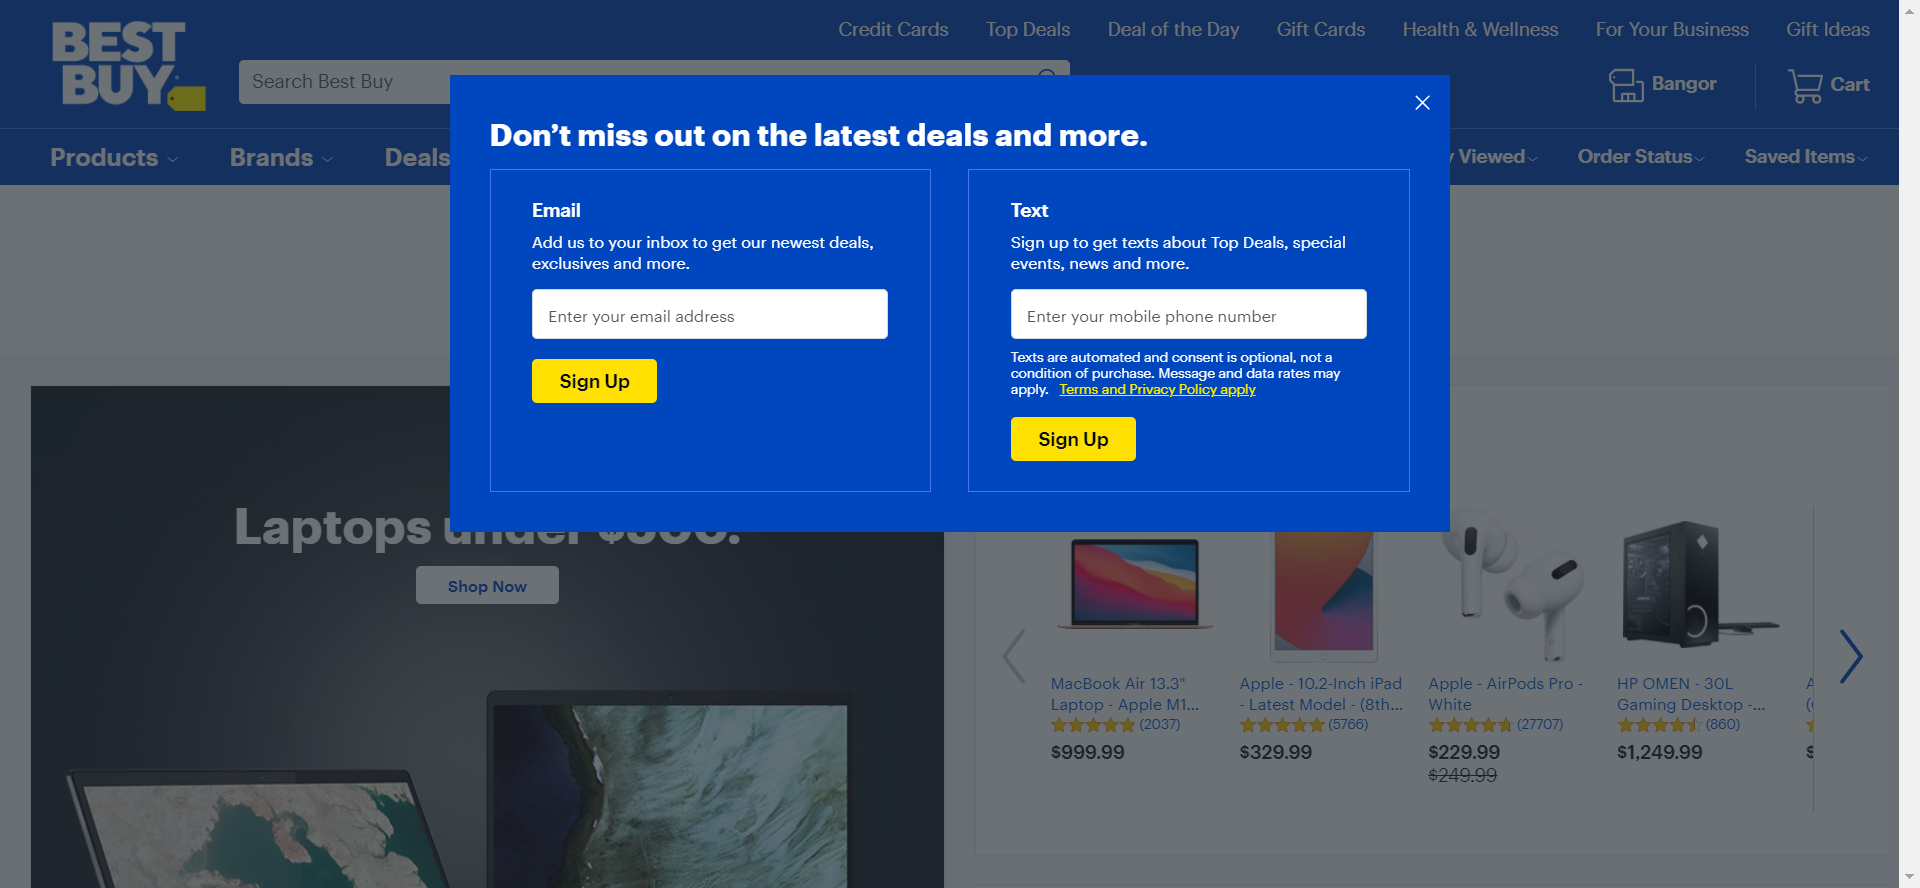 BEST
BUY
Credit Cards
Top Deals
Deal of the Day
Gift Cards
Health & Wellness
For Your Business
Gift Ideas
Search Best Buy
Bangor
Cart
Products
Brands
Deals
Viewed
Order Status
Saved Items
Don’t miss out on the latest deals and more.
Email
Add us to your inbox to get our newest deals,
exclusives and more.
Enter your email address
Sign Up
Text
Sign up to get texts about Top Deals, special
events, news and more.
Enter your mobile phone number
Texts are automated and consent is optional, not a
condition of purchase. Message and data rates may
apply. Terms and Privacy Policy apply
Sign Up
Laptops under $500.
Shop Now
MacBook Air 13.3"
Laptop - Apple M1...
(2037)
$999.99
Apple - 10.2-Inch iPad
- Latest Model - (8th...
(5766)
$329.99
Apple - AirPods Pro -
White
(27707)
$229.99
$249.99
HP OMEN - 30L
Gaming Desktop -...
(860)
$1,249.99